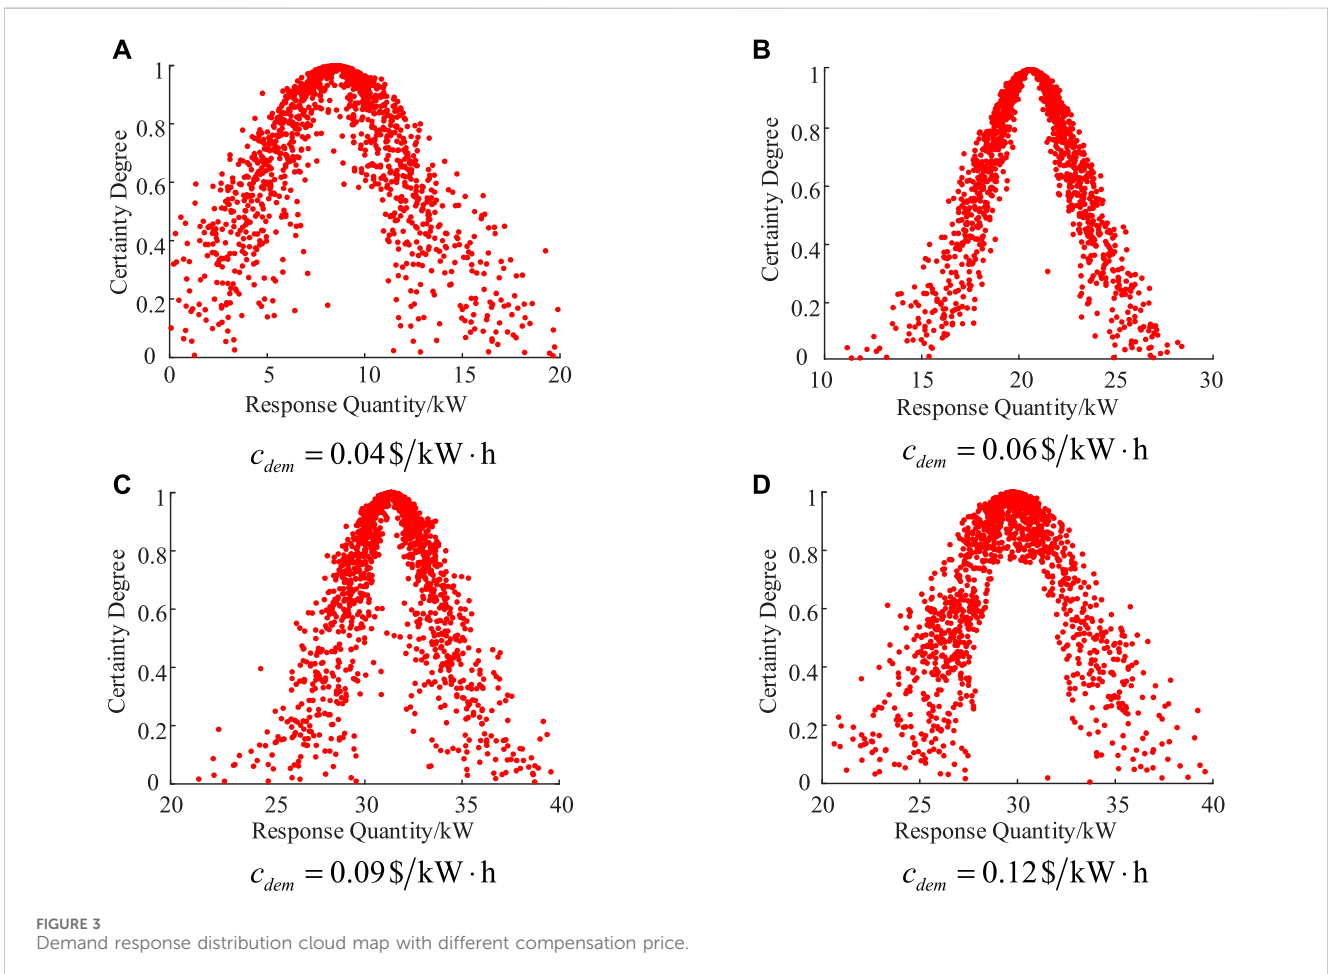 A
1
0.8
0.6
0.4
0.2
0
Certainty Degree
0 5 10 15 20
Response Quantity/kW
c_dem = 0.04 $/kW · h
B
1
0.8
0.6
0.4
0.2
0
Certainty Degree
10 15 20 25 30
Response Quantity/kW
c_dem = 0.06 $/kW · h
C
1
0.8
0.6
0.4
0.2
0
Certainty Degree
20 25 30 35 40
Response Quantity/kW
c_dem = 0.09 $/kW · h
D
1
0.8
0.6
0.4
0.2
0
Certainty Degree
20 25 30 35 40
Response Quantity/kW
c_dem = 0.12 $/kW · h
FIGURE 3
Demand response distribution cloud map with different compensation price.